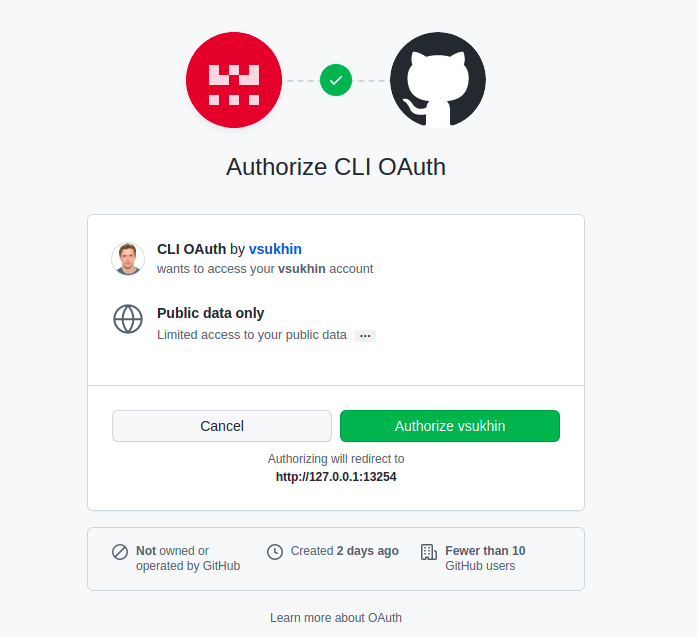 Authorize CLI OAuth
CLI OAuth by vsukhin
wants to access your vsukhin account
Public data only
Limited access to your public data …
Cancel
Authorize vsukhin
Authorizing will redirect to
http://127.0.0.1:13254
Not owned or
operated by GitHub
Created 2 days ago
Fewer than 10
GitHub users
Learn more about OAuth